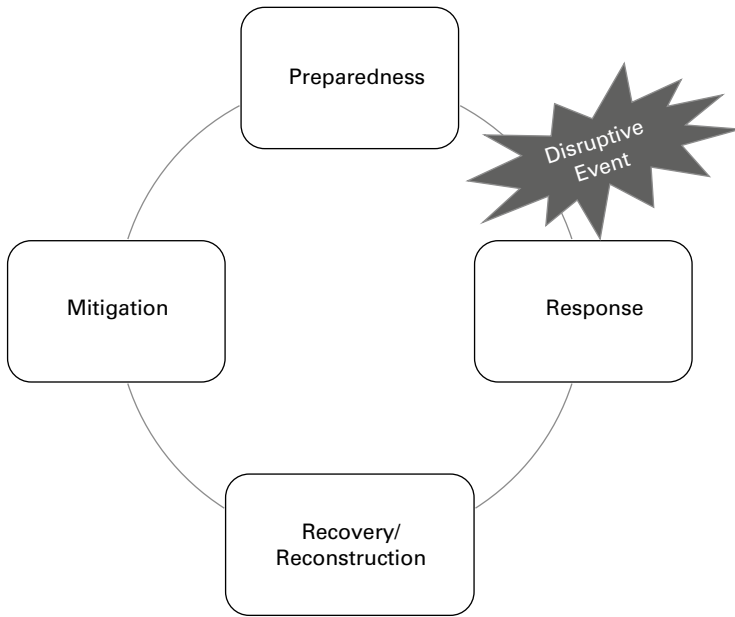 Preparedness
Disruptive
Event
Mitigation
Response
Recovery/
Reconstruction